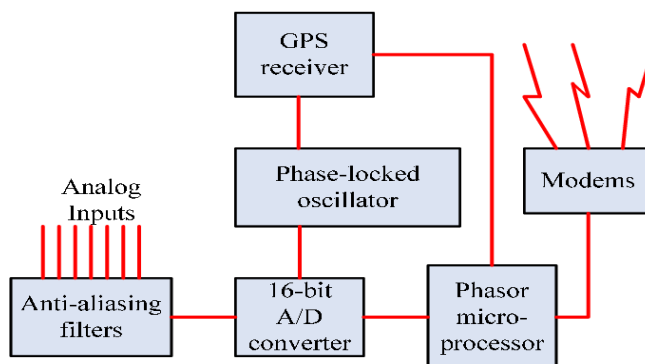 GPS
receiver
Phase-locked
oscillator
Modems
Analog
Inputs
Anti-aliasing
filters
16-bit
A/D
converter
Phasor
micro-
processor